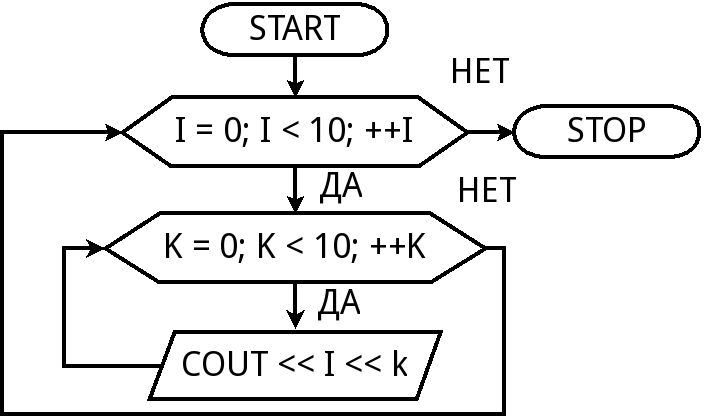 START
НЕТ
I = 0; I < 10; ++I
STOP
ДА
НЕТ
K = 0; K < 10; ++K
ДА
COUT << I << k